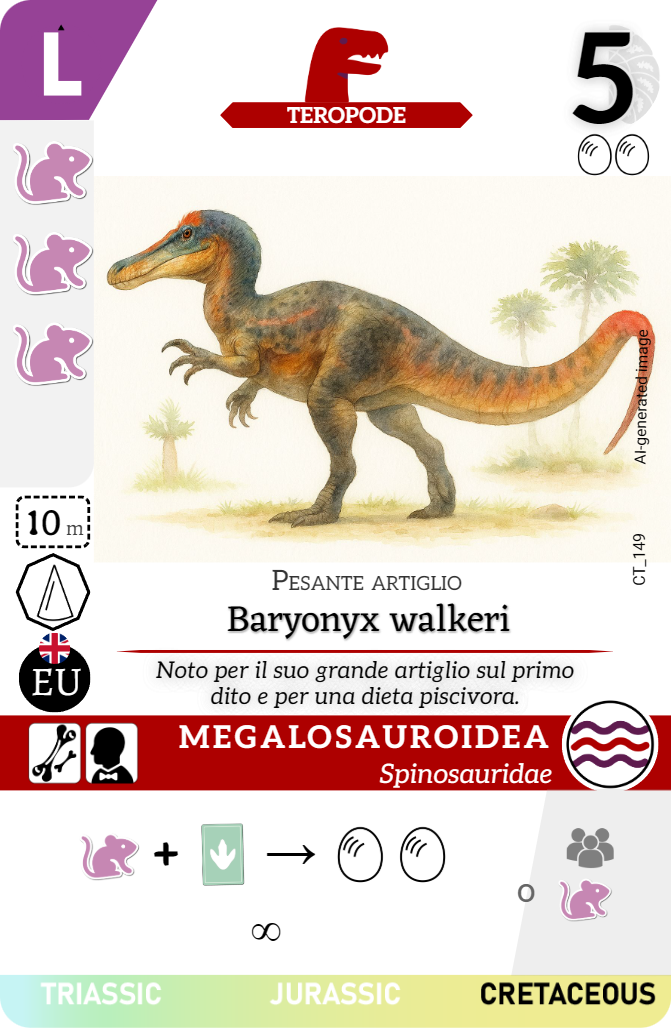 L
TEROPODE
5
AI-generated image
10 m
CT_149
PESANTE ARTIGLIO
Baryonyx walkeri
EU
Noto per il suo grande artiglio sul primo
dito e per una dieta piscivora.
MEGALOSAUROIDEA
Spinosauridae
+ →
o
∞
TRIASSIC JURASSIC CRETACEOUS